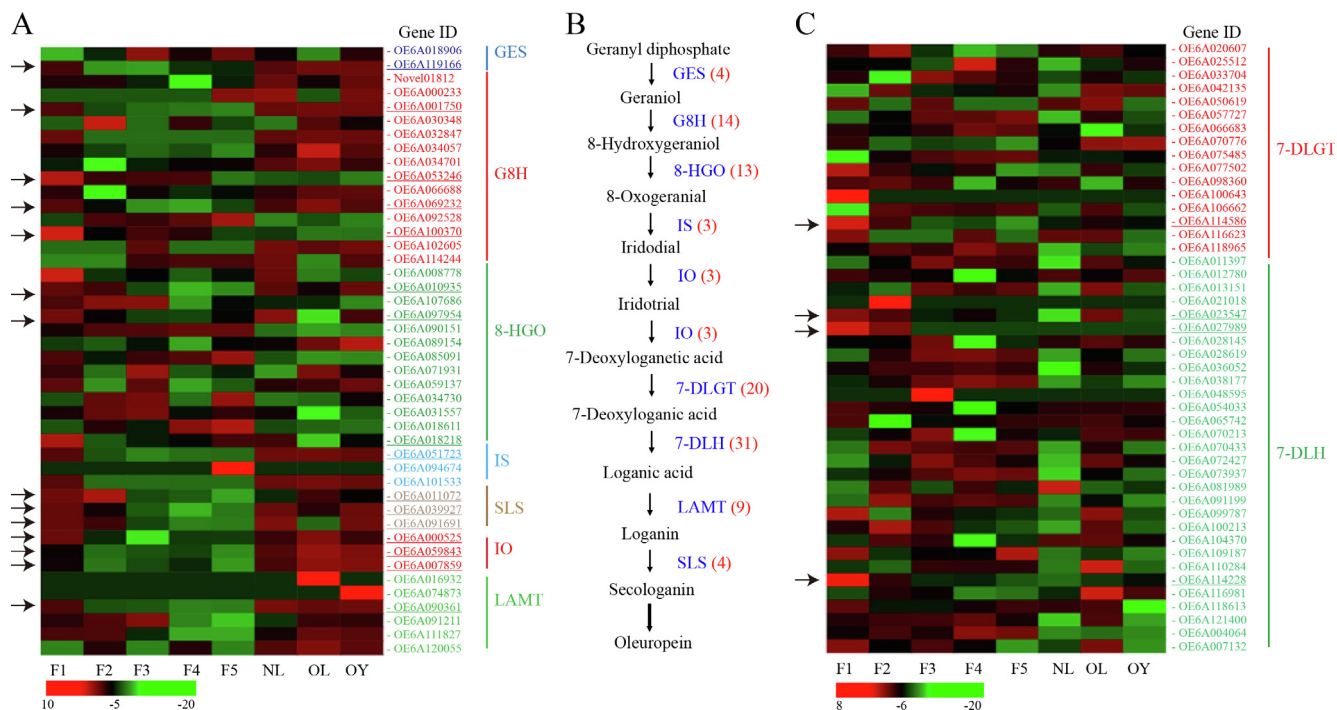 A
Gene ID
- OE6A018906
- OE6A119166
- Novel01812
- OE6A000233
- OE6A001750
- OE6A030348
- OE6A032847
- OE6A034057
- OE6A034701
- OE6A053246
- OE6A066688
- OE6A069232
- OE6A092528
- OE6A100370
- OE6A102605
- OE6A114244
- OE6A008778
- OE6A010935
- OE6A107686
- OE6A097954
- OE6A090151
- OE6A089154
- OE6A085091
- OE6A071931
- OE6A059137
- OE6A034730
- OE6A031557
- OE6A018611
- OE6A018218
- OE6A051723
- OE6A094674
- OE6A101533
- OE6A011072
- OE6A039927
- OE6A091691
- OE6A000525
- OE6A059843
- OE6A007859
- OE6A016932
- OE6A074873
- OE6A090361
- OE6A091211
- OE6A111827
- OE6A120055
GES
G8H
8-HGO
IS
SLS
IO
LAMT
F1 F2 F3 F4 F5 NL OL OY
10 -5 -20
B
Geranyl diphosphate
GES (4)
Geraniol
G8H (14)
8-Hydroxygeraniol
8-HGO (13)
8-Oxogeranial
IS (3)
Iridodial
IO (3)
Iridotrial
IO (3)
7-Deoxyloganetic acid
7-DLGT (20)
7-Deoxyloganic acid
7-DLH (31)
Loganic acid
LAMT (9)
Loganin
SLS (4)
Secologanin
Oleuropein
C
Gene ID
- OE6A020607
- OE6A025512
- OE6A033704
- OE6A042135
- OE6A050619
- OE6A057727
- OE6A066683
- OE6A070776
- OE6A075485
- OE6A077502
- OE6A098360
- OE6A100643
- OE6A106662
- OE6A114586
- OE6A116623
- OE6A118965
- OE6A011397
- OE6A012780
- OE6A013151
- OE6A021018
- OE6A023547
- OE6A027989
- OE6A028145
- OE6A028619
- OE6A036052
- OE6A038177
- OE6A048595
- OE6A054033
- OE6A065742
- OE6A070213
- OE6A070433
- OE6A072427
- OE6A073937
- OE6A081989
- OE6A091199
- OE6A099787
- OE6A100213
- OE6A104370
- OE6A109187
- OE6A110284
- OE6A114228
- OE6A116981
- OE6A118613
- OE6A121400
- OE6A004064
- OE6A007132
7-DLGT
7-DLH
F1 F2 F3 F4 F5 NL OL OY
8 -6 -20